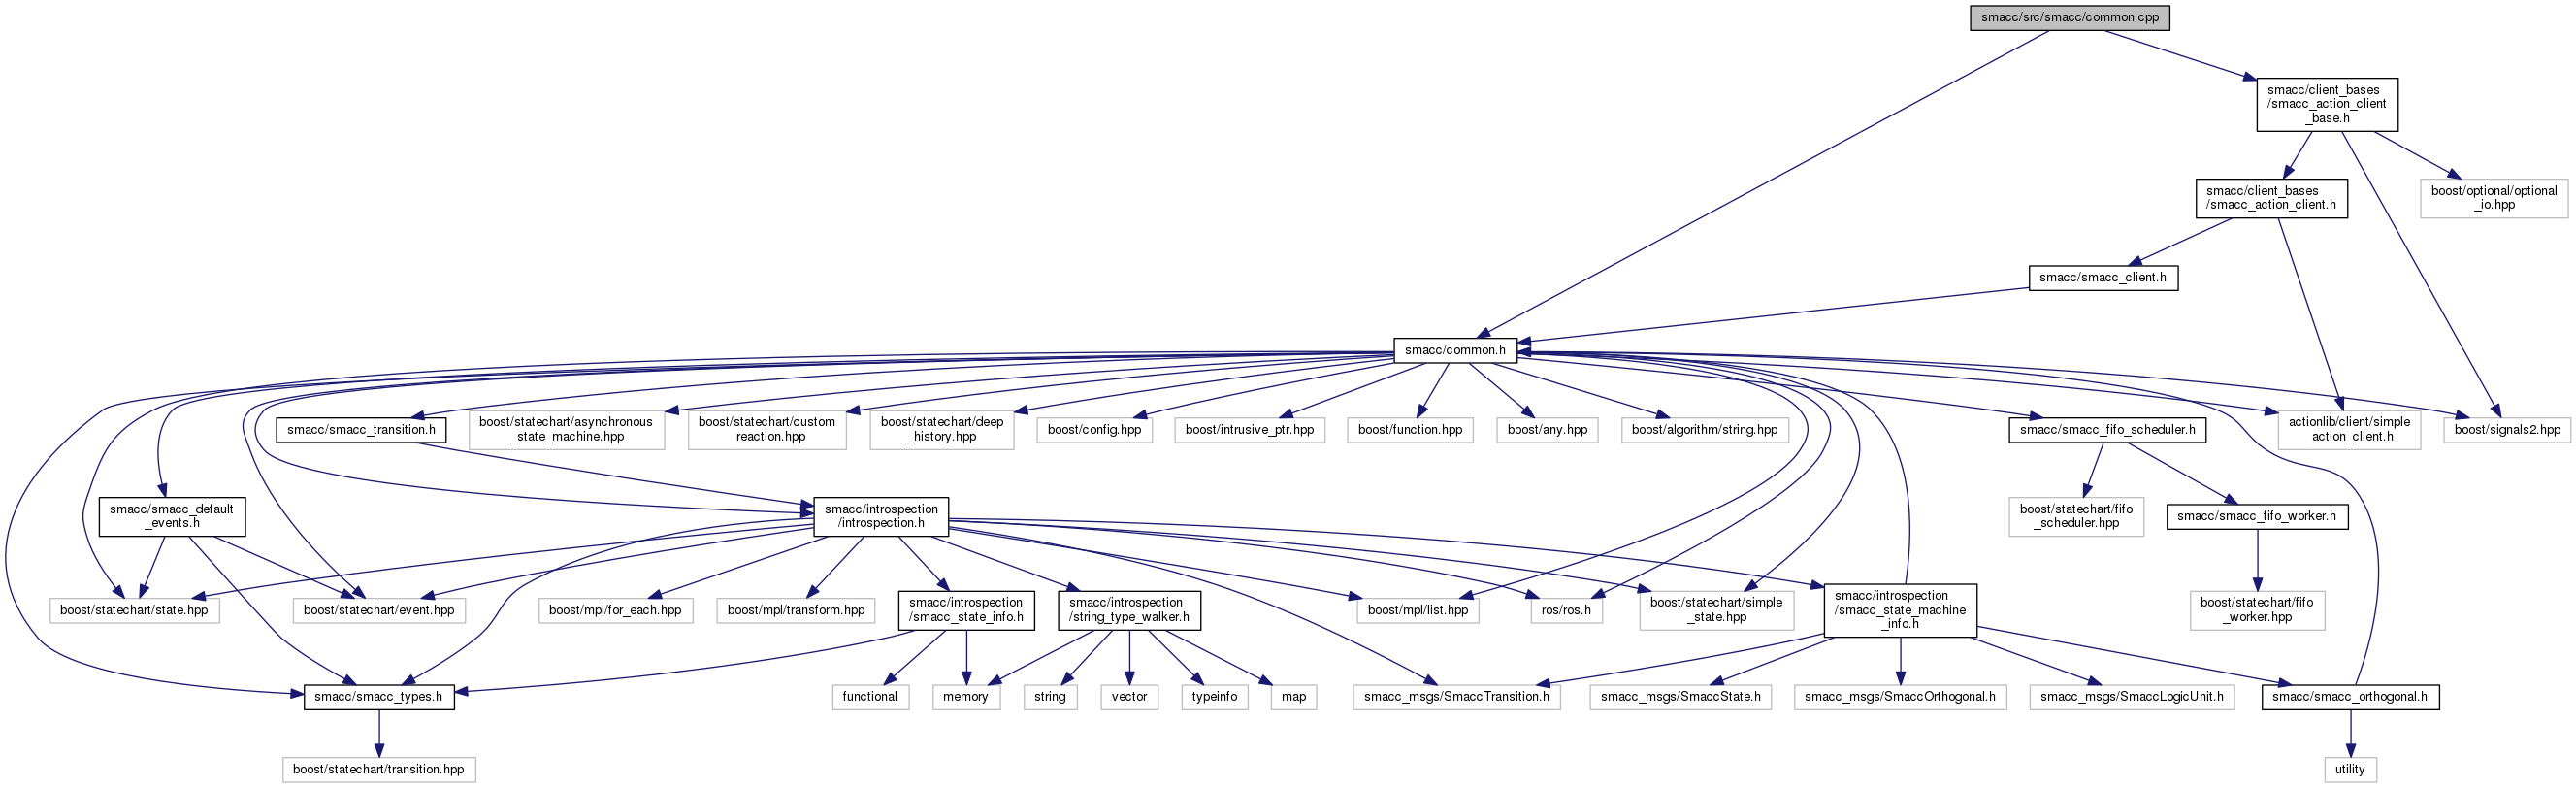 smacc/src/smacc/common.cpp
smacc/client_bases
/smacc_action_client
_base.h
smacc/client_bases
/smacc_action_client.h
boost/optional/optional
_io.hpp
smacc/smacc_client.h
smacc/common.h
smacc/smacc_transition.h
boost/statechart/asynchronous
_state_machine.hpp
boost/statechart/custom
_reaction.hpp
boost/statechart/deep
_history.hpp
boost/config.hpp
boost/intrusive_ptr.hpp
boost/function.hpp
boost/any.hpp
boost/algorithm/string.hpp
smacc/smacc_fifo_scheduler.h
actionlib/client/simple
_action_client.h
boost/signals2.hpp
smacc/smacc_default
_events.h
smacc/introspection
/introspection.h
boost/statechart/fifo
_scheduler.hpp
smacc/smacc_fifo_worker.h
boost/statechart/state.hpp
boost/statechart/event.hpp
boost/mpl/for_each.hpp
boost/mpl/transform.hpp
smacc/introspection
/smacc_state_info.h
smacc/introspection
/string_type_walker.h
boost/mpl/list.hpp
ros/ros.h
boost/statechart/simple
_state.hpp
smacc/introspection
/smacc_state_machine
_info.h
boost/statechart/fifo
_worker.hpp
smacc/smacc_types.h
functional
memory
string
vector
typeinfo
map
smacc_msgs/SmaccTransition.h
smacc_msgs/SmaccState.h
smacc_msgs/SmaccOrthogonal.h
smacc_msgs/SmaccLogicUnit.h
smacc/smacc_orthogonal.h
boost/statechart/transition.hpp
utility